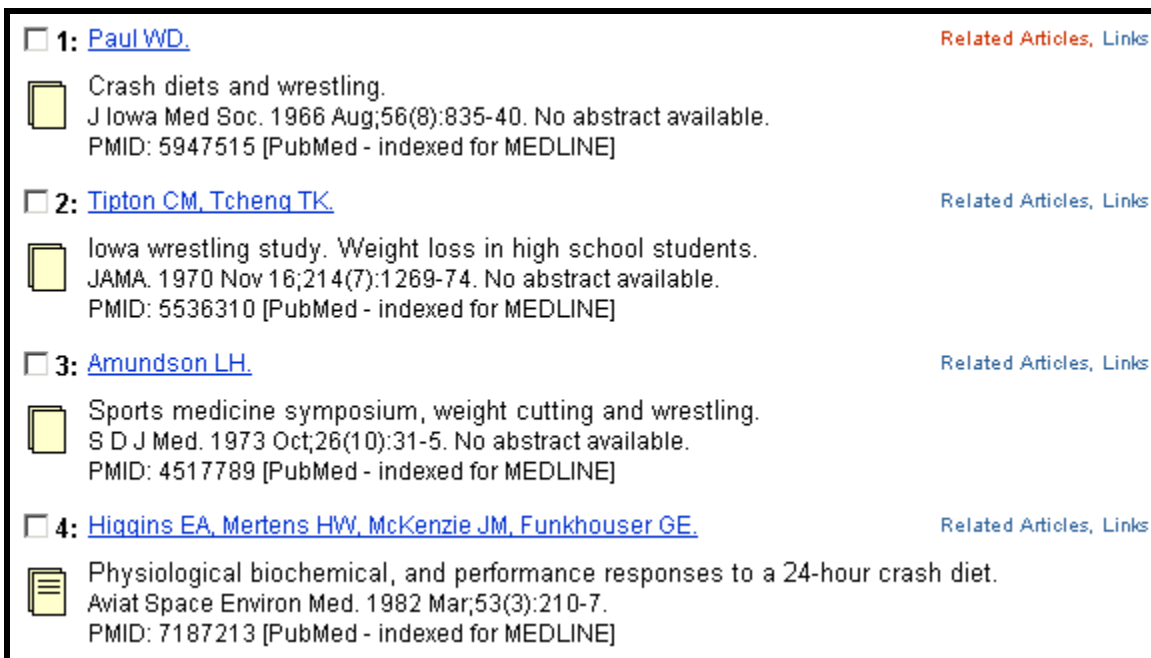 1: Paul WD. Related Articles, Links
Crash diets and wrestling.
J Iowa Med Soc. 1966 Aug;56(8):835-40. No abstract available.
PMID: 5947515 [PubMed - indexed for MEDLINE]
2: Tipton CM, Tcheng TK. Related Articles, Links
Iowa wrestling study. Weight loss in high school students.
JAMA. 1970 Nov 16;214(7):1269-74. No abstract available.
PMID: 5536310 [PubMed - indexed for MEDLINE]
3: Amundson LH. Related Articles, Links
Sports medicine symposium, weight cutting and wrestling.
S D J Med. 1973 Oct;26(10):31-5. No abstract available.
PMID: 4517789 [PubMed - indexed for MEDLINE]
4: Higgins EA, Mertens HW, McKenzie JM, Funkhouser GE. Related Articles, Links
Physiological biochemical, and performance responses to a 24-hour crash diet.
Aviat Space Environ Med. 1982 Mar;53(3):210-7.
PMID: 7187213 [PubMed - indexed for MEDLINE]